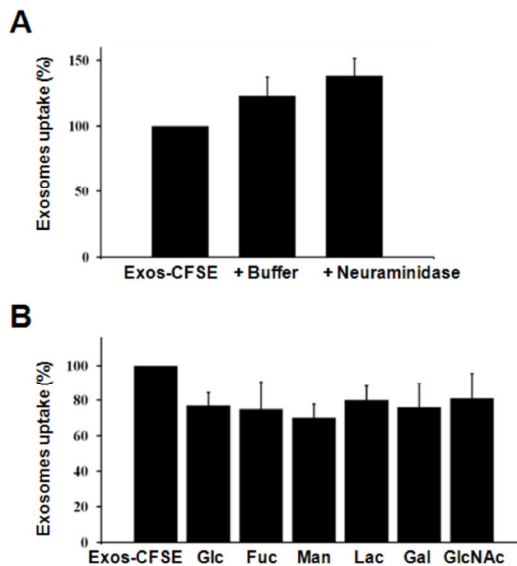 A
Exosomes uptake (%)
150
100
50
0
Exos-CFSE + Buffer + Neuraminidase
B
Exosomes uptake (%)
100
80
60
40
20
0
Exos-CFSE Glc Fuc Man Lac Gal GlcNAc